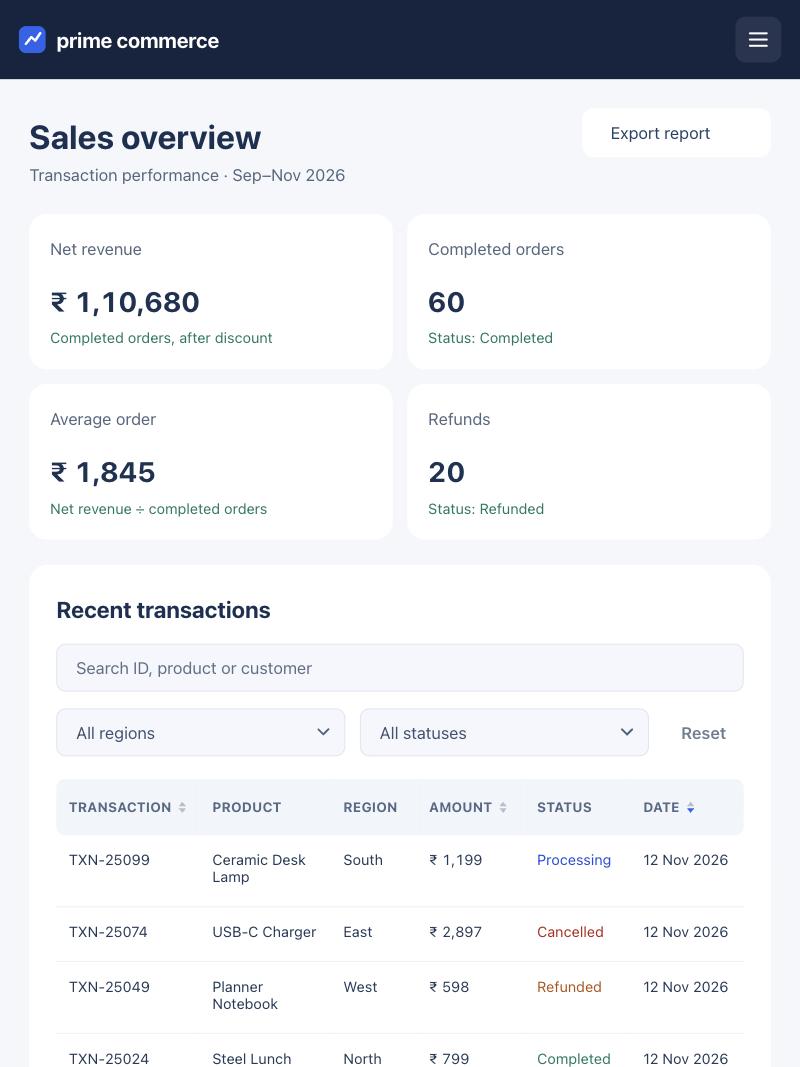 prime commerce
Sales overview
Export report
Transaction performance · Sep–Nov 2026
Net revenue
₹ 1,10,680
Completed orders, after discount
Completed orders
60
Status: Completed
Average order
₹ 1,845
Net revenue ÷ completed orders
Refunds
20
Status: Refunded
Recent transactions
Search ID, product or customer
All regions All statuses Reset
TRANSACTION PRODUCT REGION AMOUNT STATUS DATE
TXN-25099 Ceramic Desk South ₹ 1,199 Processing 12 Nov 2026
Lamp
TXN-25074 USB-C Charger East ₹ 2,897 Cancelled 12 Nov 2026
TXN-25049 Planner West ₹ 598 Refunded 12 Nov 2026
Notebook
TXN-25024 Steel Lunch North ₹ 799 Completed 12 Nov 2026